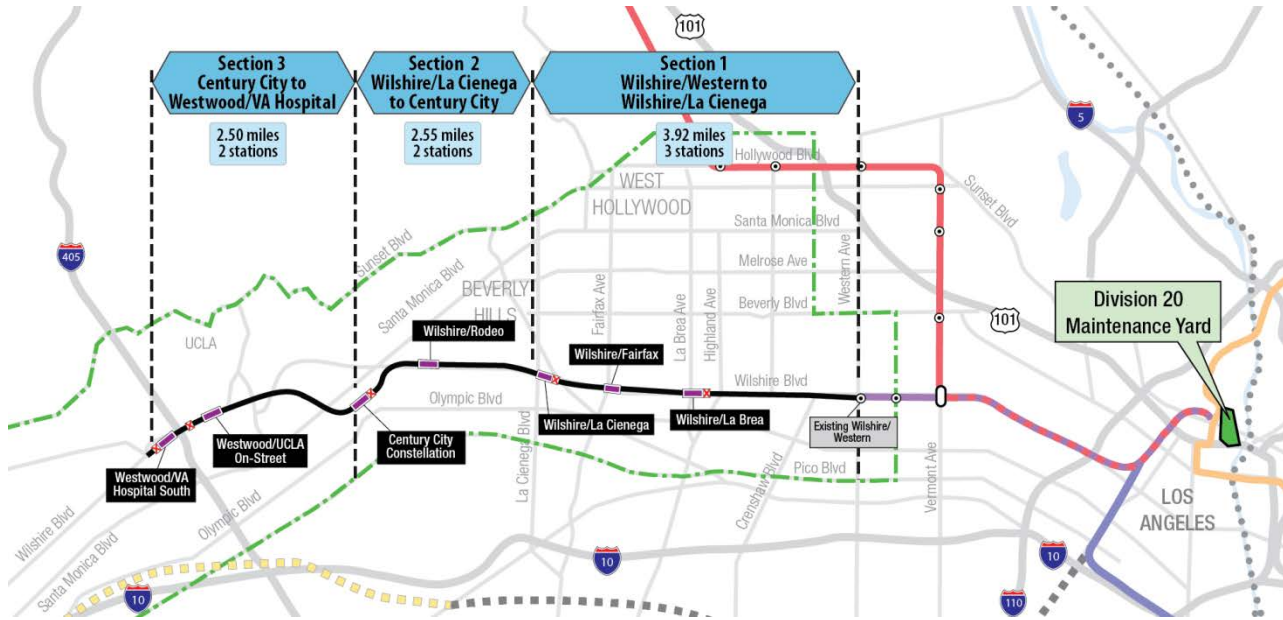 Section 3
Century City to
Westwood/VA Hospital
2.50 miles
2 stations
Section 2
Wilshire/La Cienega
to Century City
2.55 miles
2 stations
Section 1
Wilshire/Western to
Wilshire/La Cienega
3.92 miles
3 stations
101
5
Hollywood Blvd
WEST
HOLLYWOOD
Sunset Blvd
Santa Monica Blvd
405
Sunset Blvd
Santa Monica Blvd
Melrose Ave
Western Ave
BEVERLY
HILLS
Fairfax Ave
La Brea Ave
Highland Ave
Beverly Blvd
101
Division 20
Maintenance Yard
UCLA
Wilshire/Rodeo
Wilshire/Fairfax
Wilshire Blvd
Olympic Blvd
Wilshire/La Cienega
Wilshire/La Brea
Existing Wilshire/
Western
Westwood/UCLA
On-Street
Century City
Constellation
Westwood/VA
Hospital South
La Cienega Blvd
Crenshaw Blvd
Pico Blvd
Vermont Ave
LOS
ANGELES
Wilshire Blvd
Santa Monica Blvd
Olympic Blvd
10
10
10
110